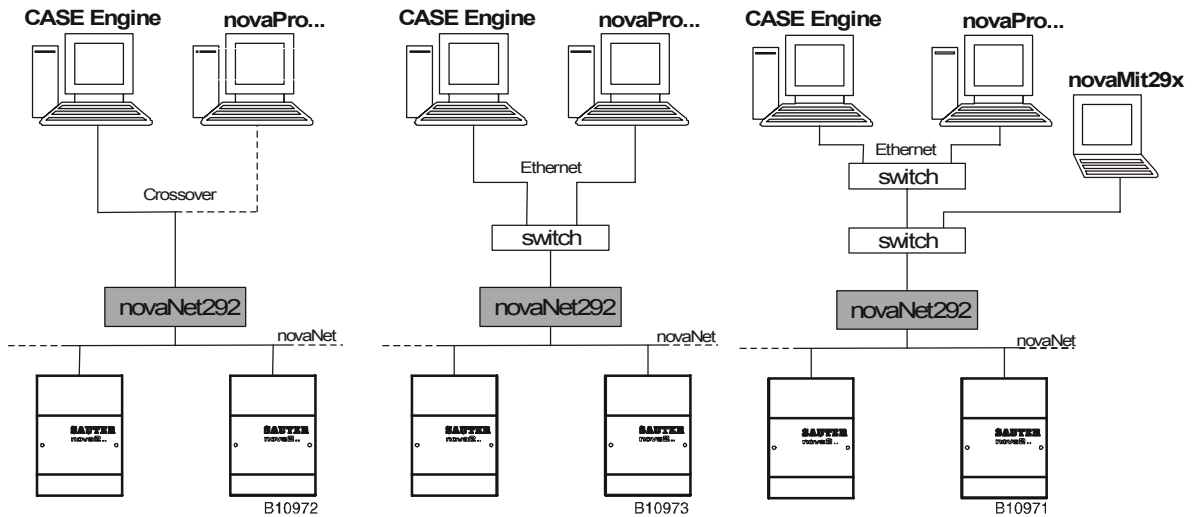 CASE Engine
novaPro...
Crossover
novaNet292
novaNet
SAUTER
nova2..
SAUTER
nova2..
B10972
CASE Engine
novaPro...
Ethernet
switch
novaNet292
novaNet
SAUTER
nova2..
SAUTER
nova2..
B10973
CASE Engine
novaPro...
novaMit29x
Ethernet
switch
switch
novaNet292
novaNet
SAUTER
nova2..
SAUTER
nova2..
B10971